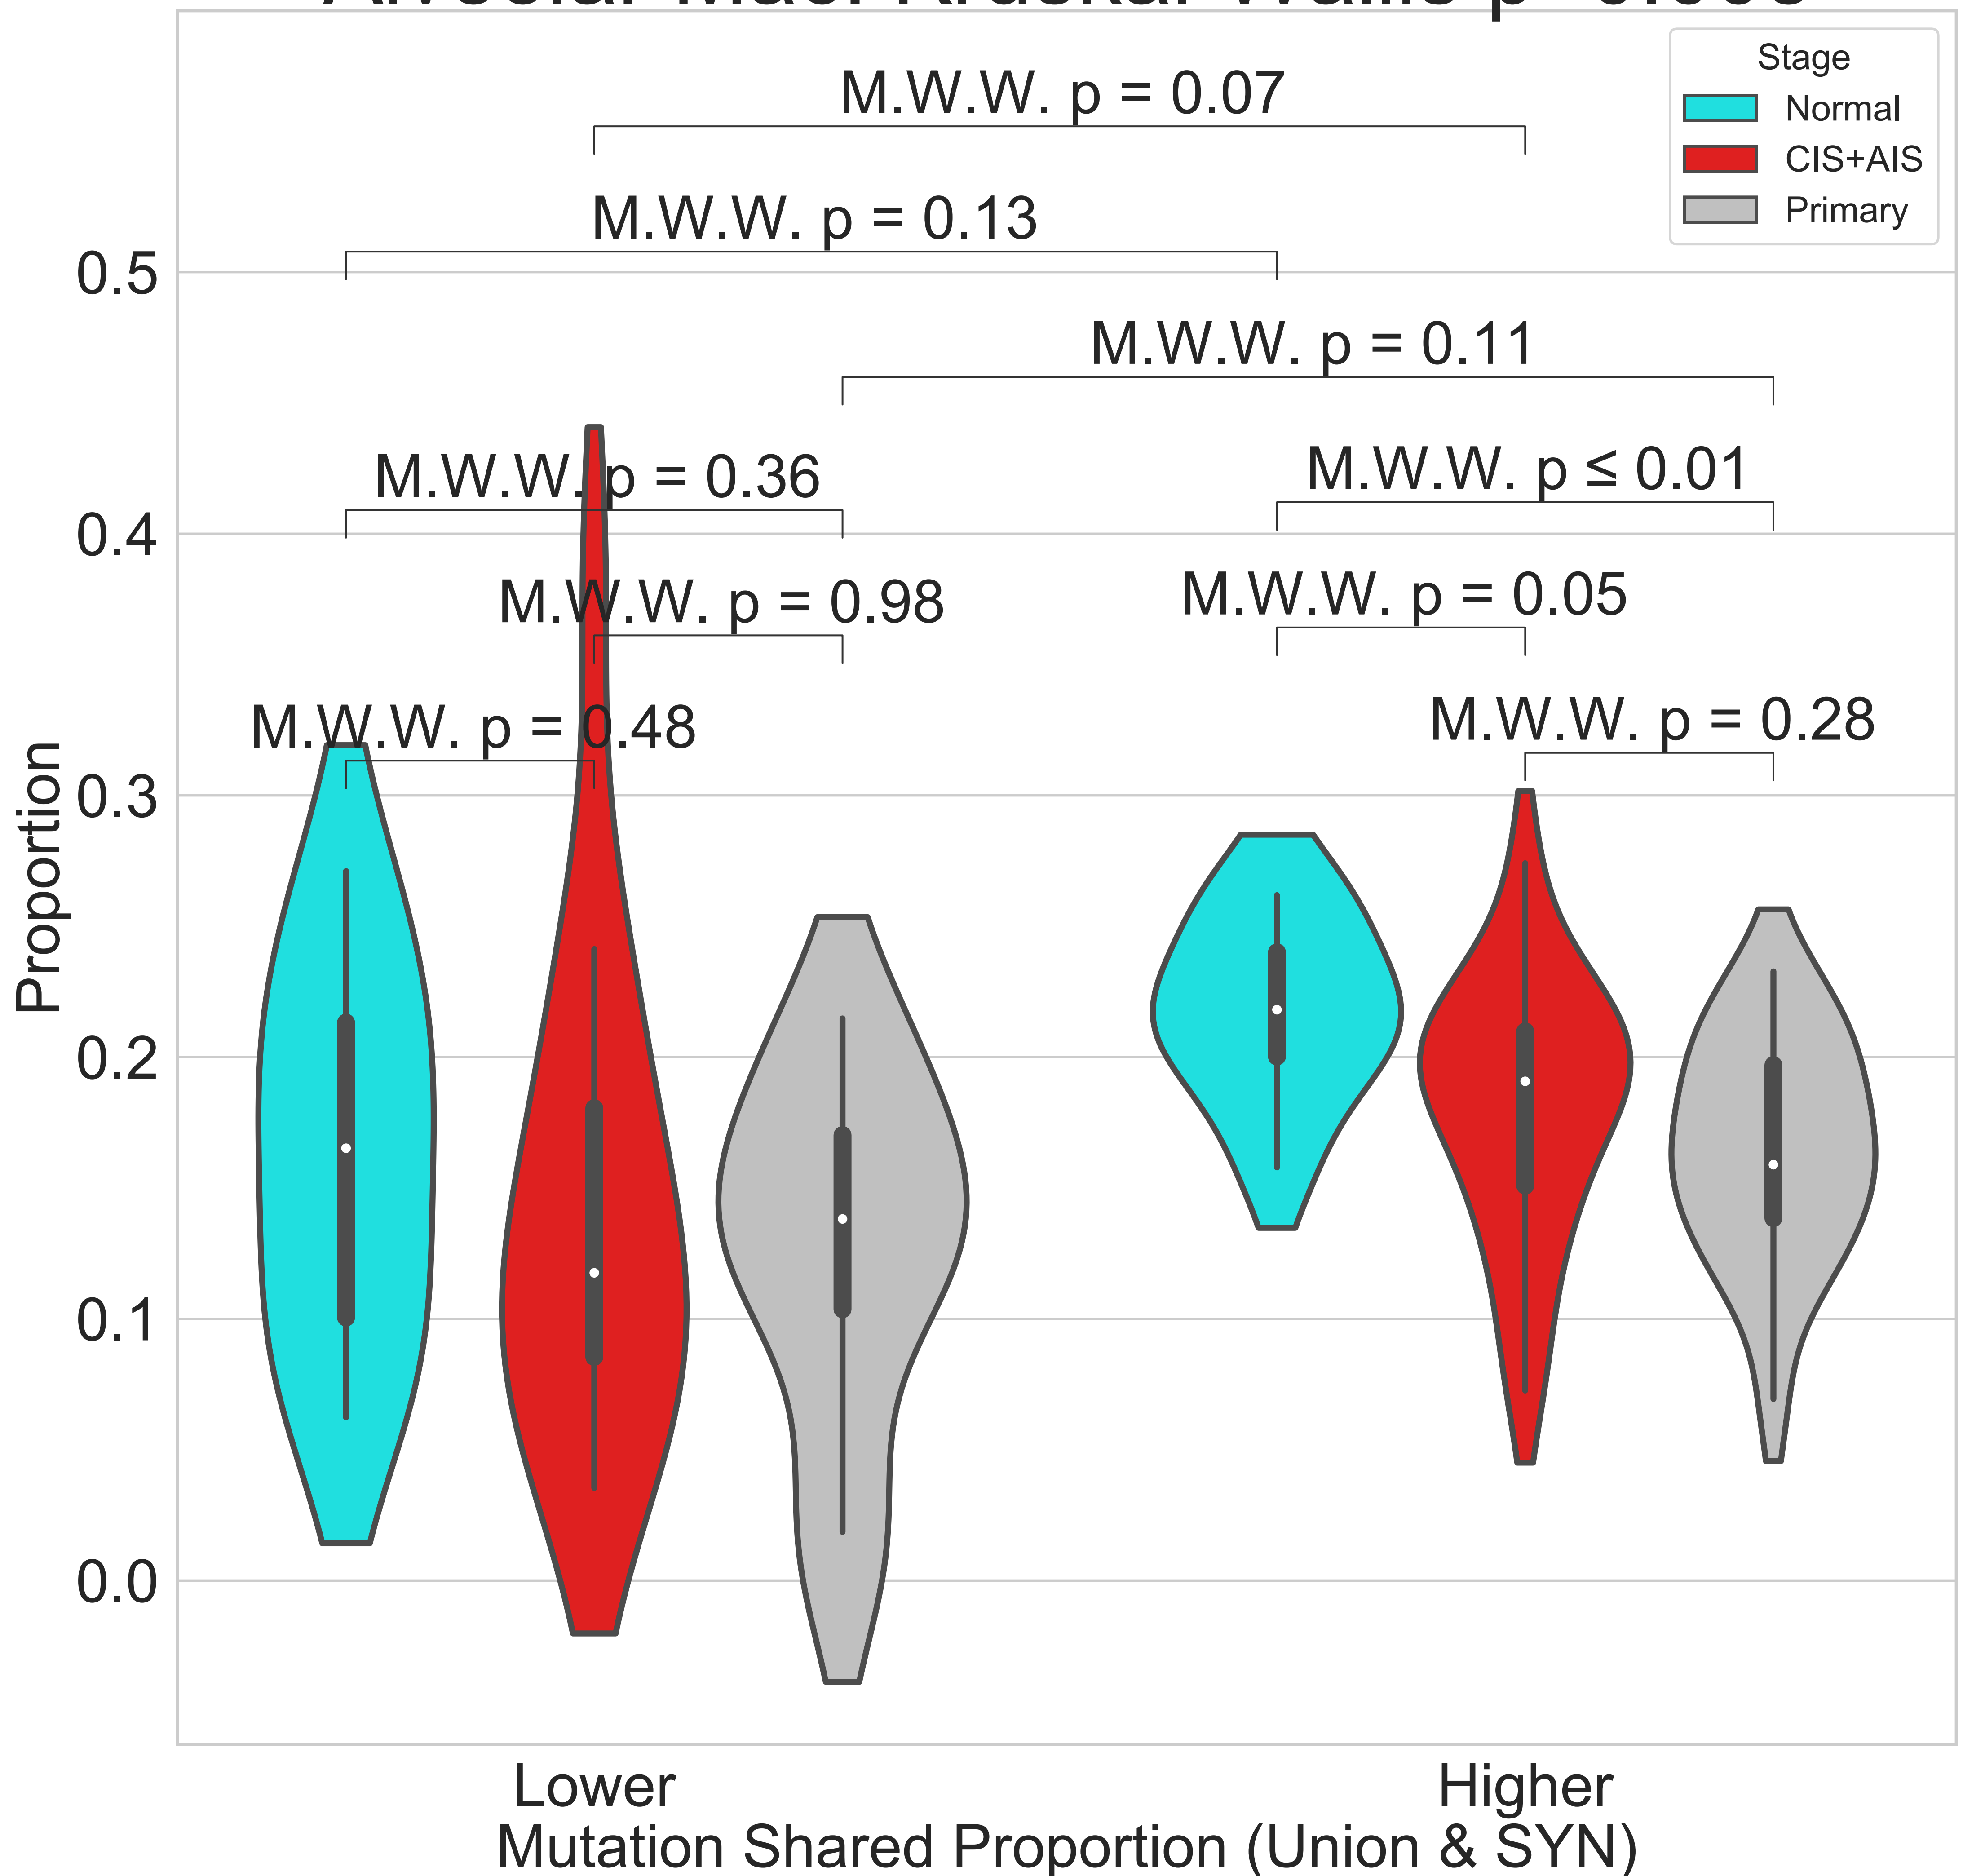 Stage
Normal
CIS+AIS
Primary
M.W.W. p = 0.07
M.W.W. p = 0.13
M.W.W. p = 0.11
M.W.W. p = 0.36
M.W.W. p ≤ 0.01
M.W.W. p = 0.98
M.W.W. p = 0.05
M.W.W. p = 0.48
M.W.W. p = 0.28
0.5
0.4
0.3
0.2
0.1
0.0
Proportion
Lower
Higher
Mutation Shared Proportion (Union & SYN)